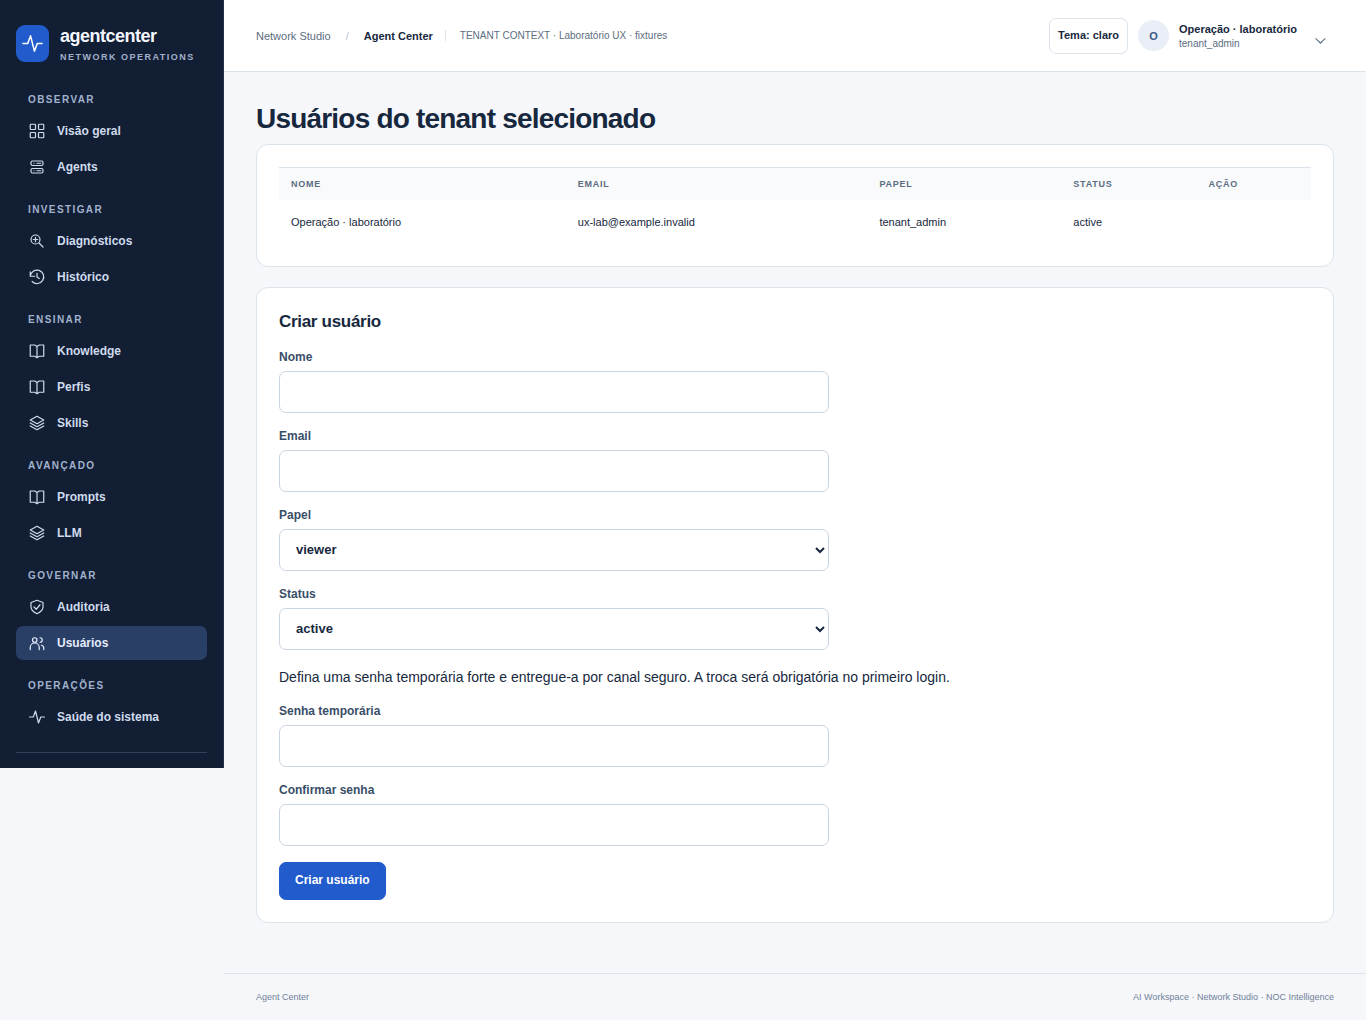 agentcenter
NETWORK OPERATIONS
OBSERVAR
Visão geral
Agents
INVESTIGAR
Diagnósticos
Histórico
ENSINAR
Knowledge
Perfis
Skills
AVANÇADO
Prompts
LLM
GOVERNAR
Auditoria
Usuários
OPERAÇÕES
Saúde do sistema
Network Studio / Agent Center TENANT CONTEXT · Laboratório UX · fixtures
Tema: claro
O
Operação · laboratório
tenant_admin
Usuários do tenant selecionado
NOME EMAIL PAPEL STATUS AÇÃO
Operação · laboratório ux-lab@example.invalid tenant_admin active
Criar usuário
Nome
Email
Papel
viewer
Status
active
Defina uma senha temporária forte e entregue-a por canal seguro. A troca será obrigatória no primeiro login.
Senha temporária
Confirmar senha
Criar usuário
Agent Center
AI Workspace · Network Studio · NOC Intelligence